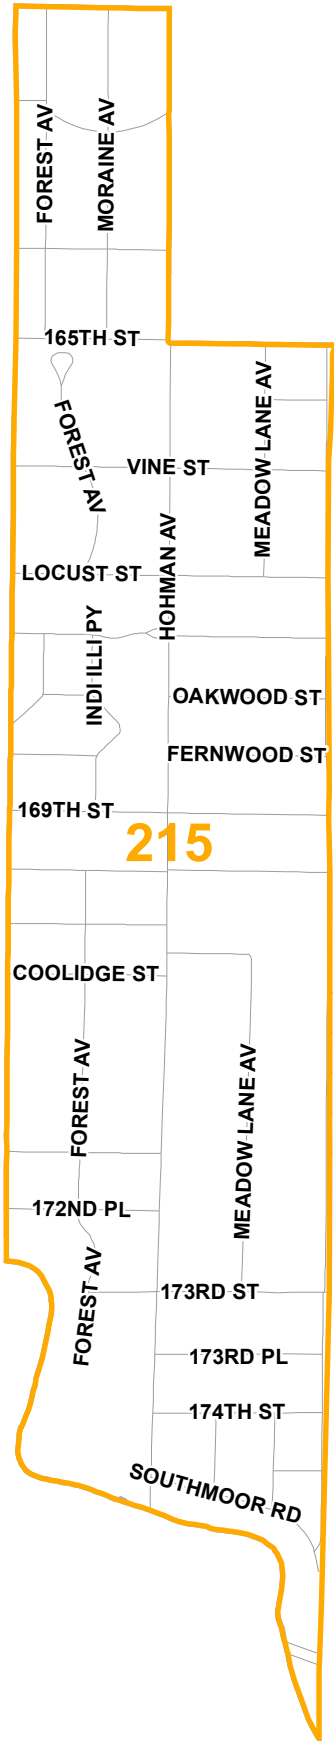 FOREST AV
MORAINE AV
165TH ST
MEADOW LANE AV
FOREST AV
VINE ST
HOHMAN AV
LOCUST ST
INDI ILLI PY
OAKWOOD ST
FERNWOOD ST
169TH ST
215
COOLIDGE ST
FOREST AV
MEADOW LANE AV
172ND PL
FOREST AV
173RD ST
173RD PL
174TH ST
SOUTHMOOR RD